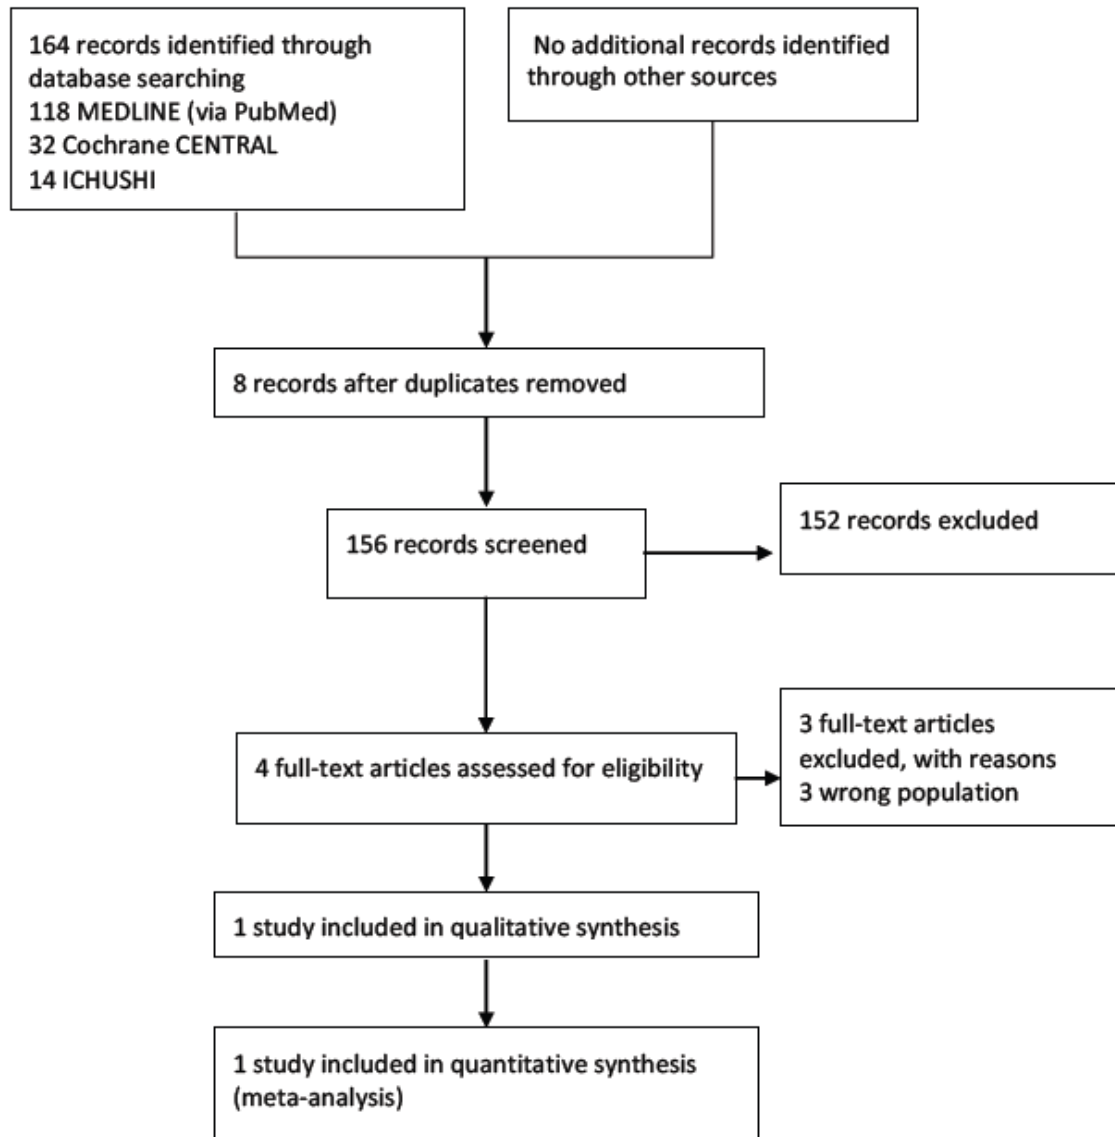 164 records identified through
database searching
118 MEDLINE (via PubMed)
32 Cochrane CENTRAL
14 ICHUSHI
No additional records identified
through other sources
8 records after duplicates removed
156 records screened
152 records excluded
4 full-text articles assessed for eligibility
3 full-text articles
excluded, with reasons
3 wrong population
1 study included in qualitative synthesis
1 study included in quantitative synthesis
(meta-analysis)